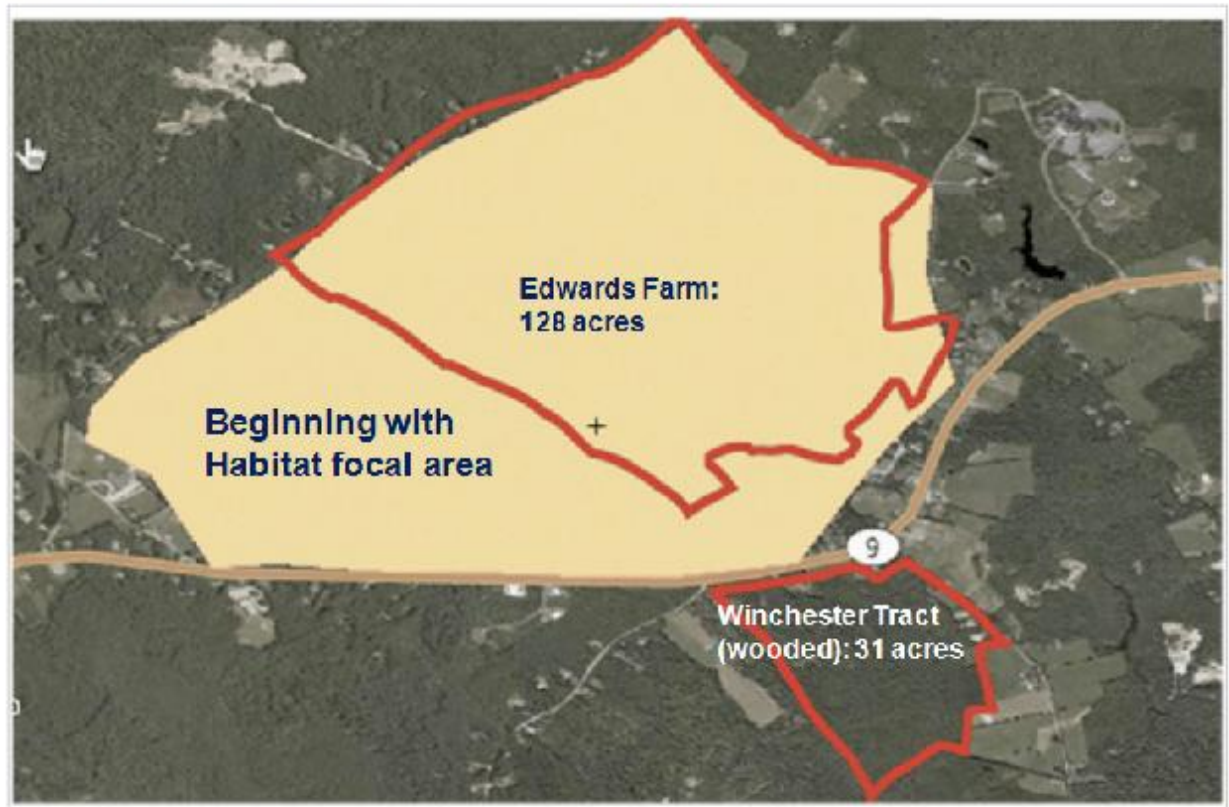 Edwards Farm:
128 acres
Beginning with
Habitat focal area
9
Winchester Tract
(wooded): 31 acres